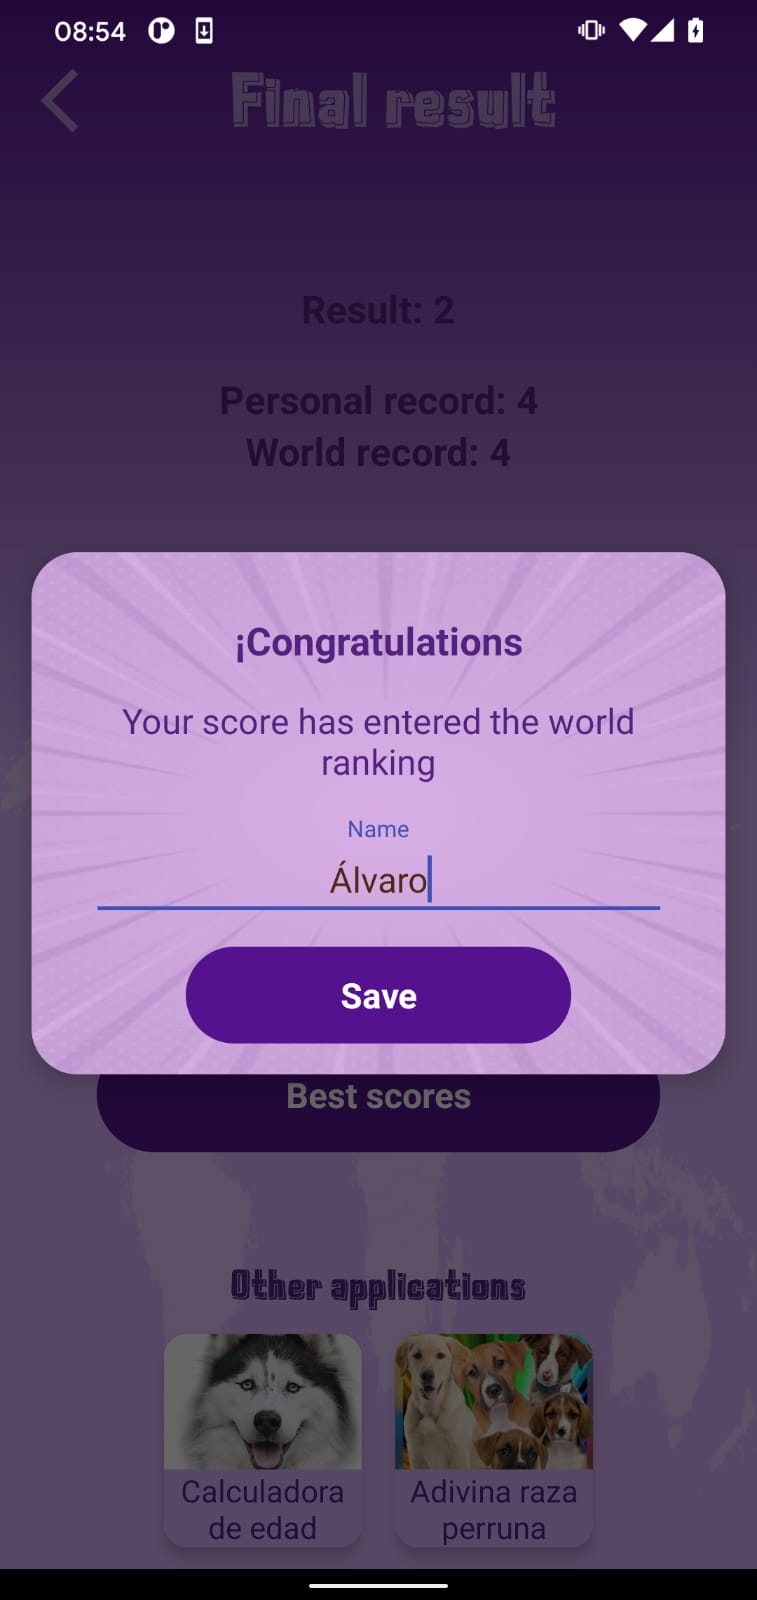 08:54
Final result
Result: 2
Personal record: 4
World record: 4
¡Congratulations
Your score has entered the world
ranking
Name
Álvaro
Save
Best scores
Other applications
Calculadora
de edad
Adivina raza
perruna